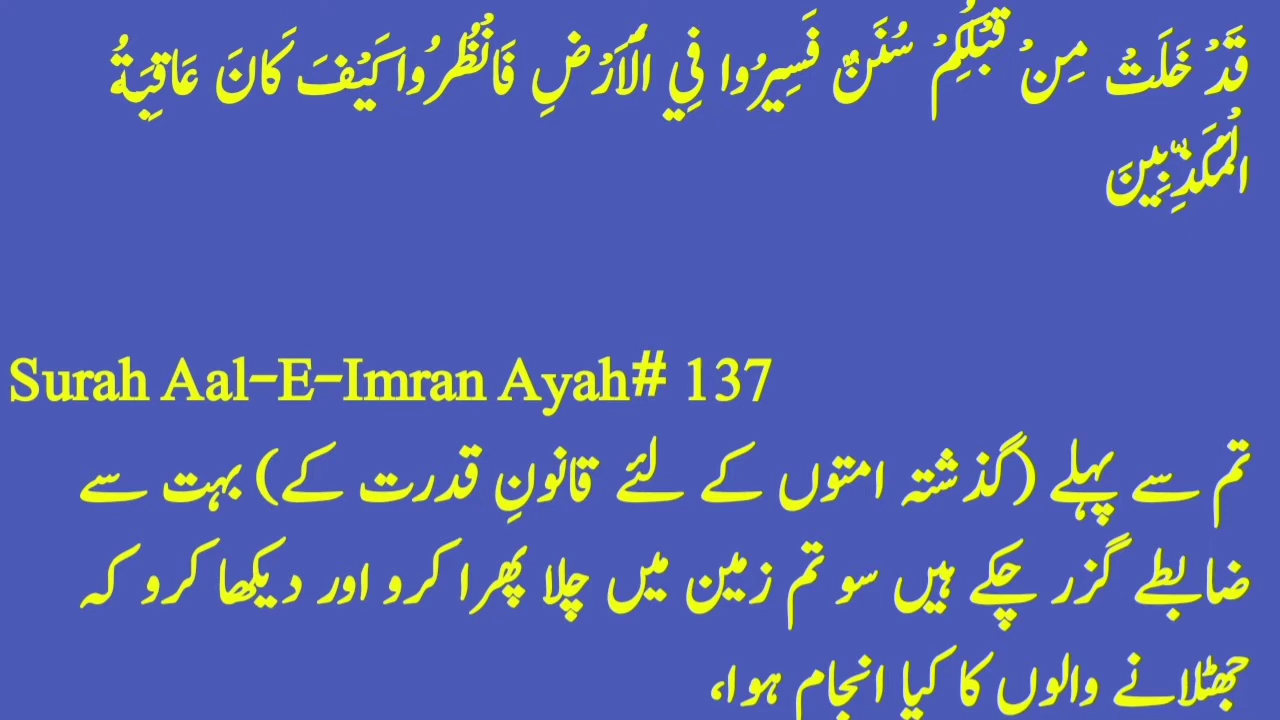 قَدْ خَلَتْ مِنْ قَبْلِكُمْ سُنَنٌ فَسِيرُوا فِي الْأَرْضِ فَانْظُرُوا كَيْفَ كَانَ عَاقِبَةُ
الْمُكَذِّبِينَ
Surah Aal-E-Imran Ayah# 137
تم سے پہلے (گذشتہ امتوں کے لئے قانونِ قدرت کے) بہت سے
ضابطے گزر چکے ہیں سو تم زمین میں چلا پھرا کرو اور دیکھا کرو کہ
جھٹلانے والوں کا کیا انجام ہوا،